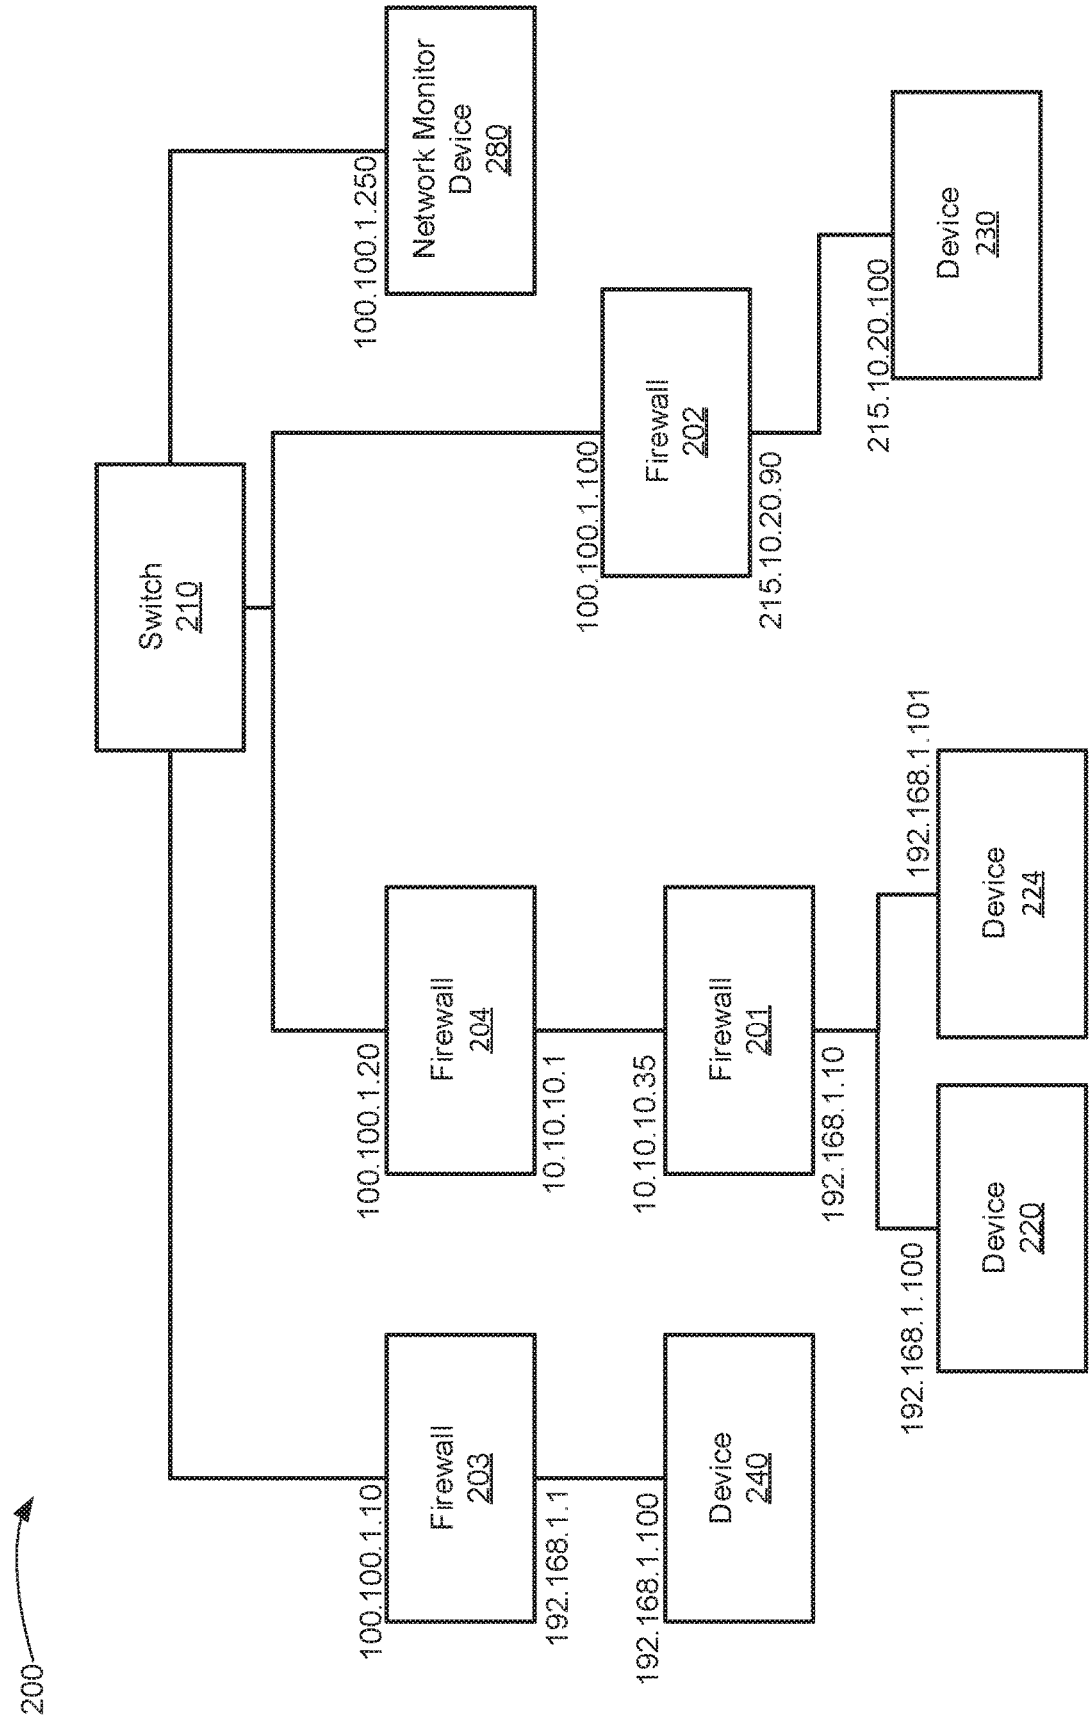 200
Switch
210
100.100.1.10
Firewall
203
192.168.1.1
192.168.1.100
Device
240
100.100.1.20
Firewall
204
10.10.10.1
10.10.10.35
Firewall
201
192.168.1.10
192.168.1.100
Device
220
192.168.1.101
Device
224
100.100.1.100
Firewall
202
215.10.20.90
215.10.20.100
Device
230
100.100.1.250
Network Monitor
Device
280